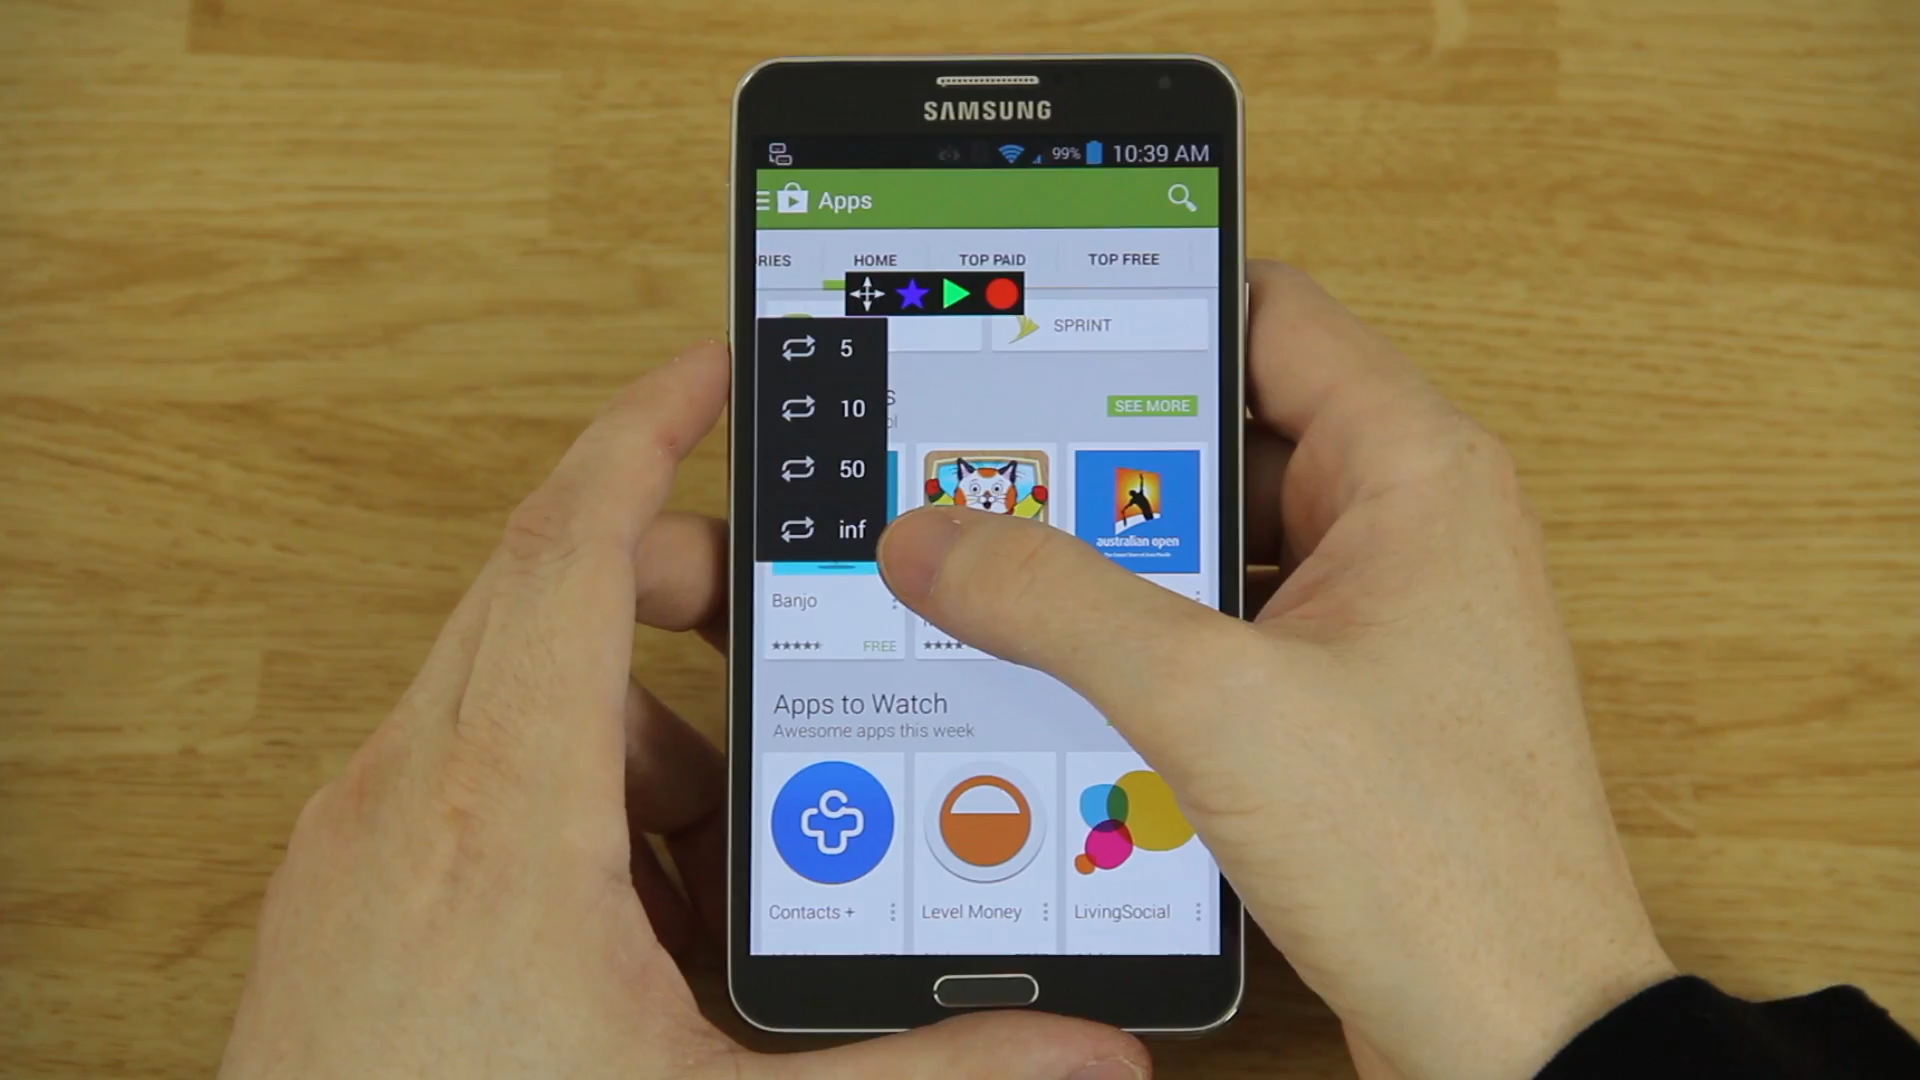 SAMSUNG
99% 10:39 AM
Apps
RIES HOME TOP PAID TOP FREE
SPRINT
5
10
SEE MORE
50
inf
australian open
Banjo
FREE
Apps to Watch
Awesome apps this week
Contacts +
Level Money
LivingSocial